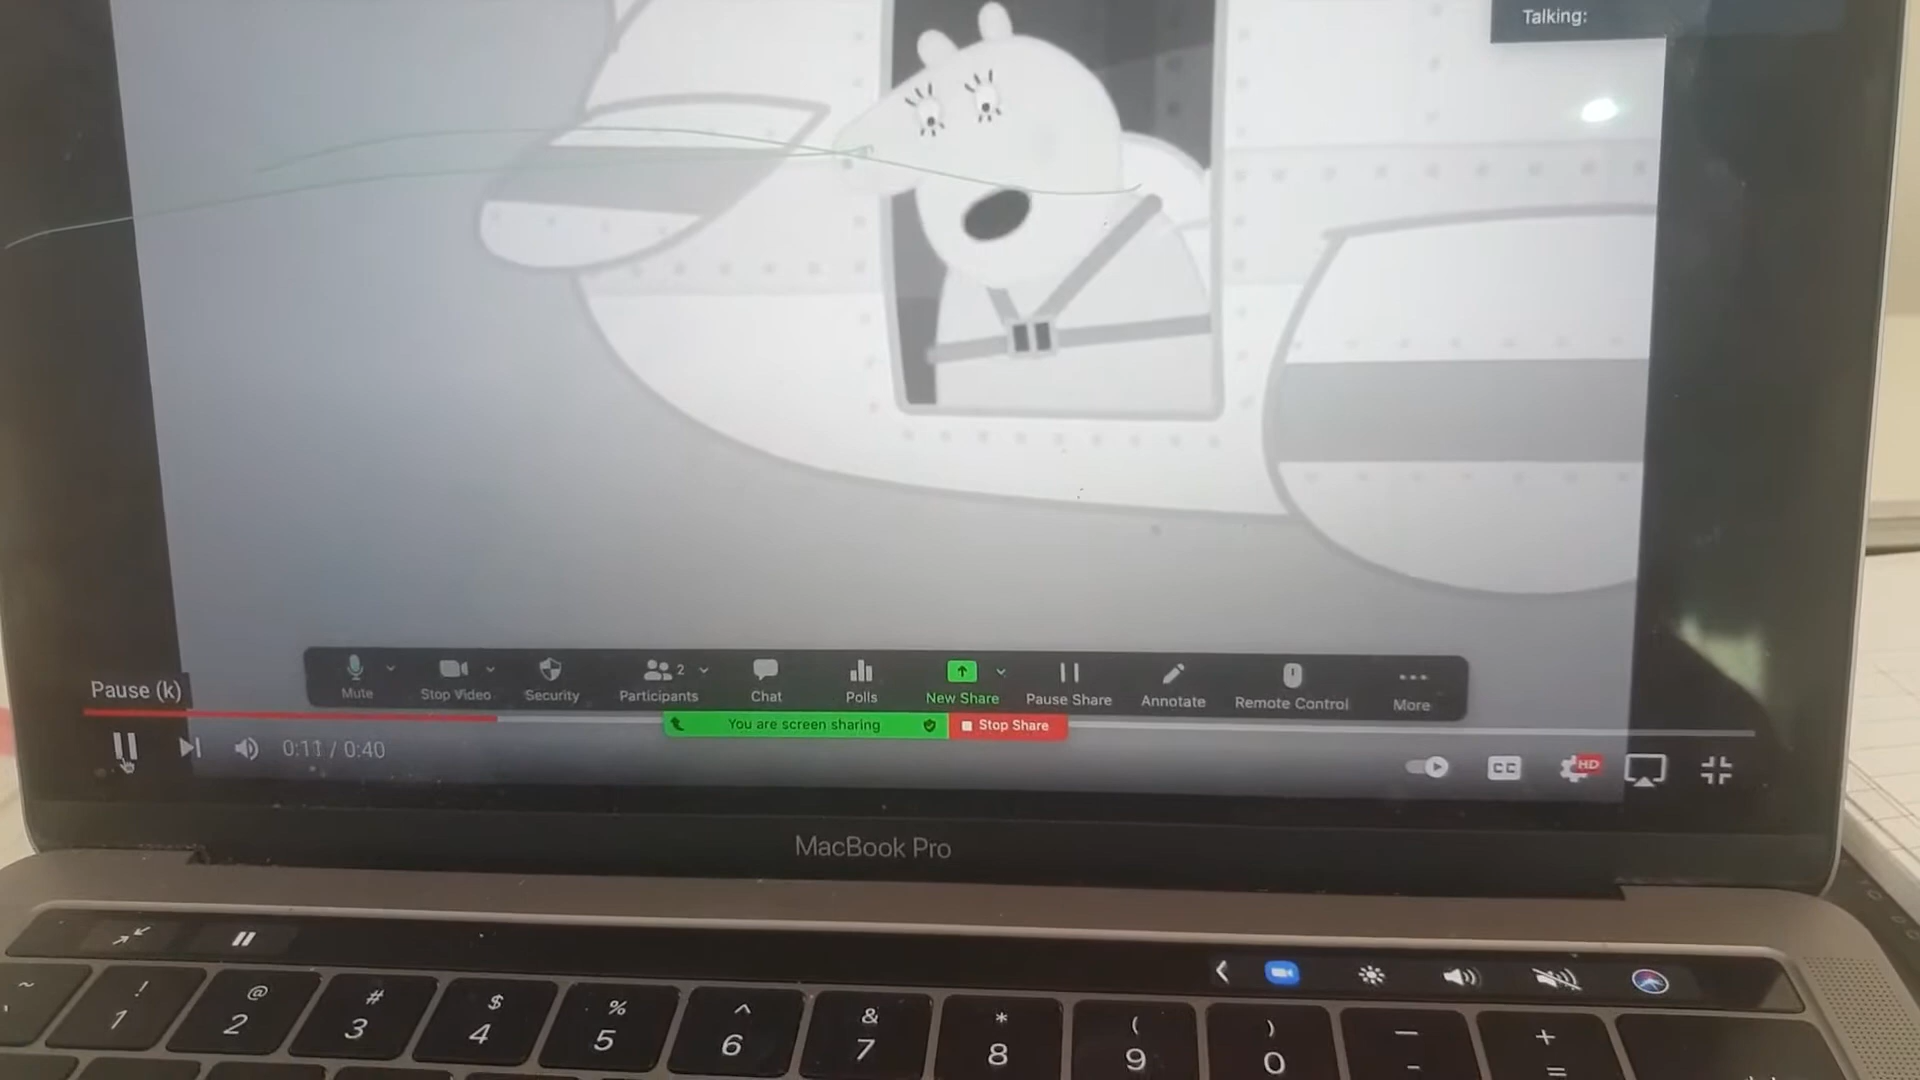 Talking:
Pause (k)
Mute
Stop Video
Security
2
Participants
Chat
Polls
New Share
Pause Share
Annotate
Remote Control
More
You are screen sharing
Stop Share
0:11 / 0:40
CC
HD
MacBook Pro
~ ! @ # $ % ^ & * ( ) — +
1 2 3 4 5 6 7 8 9 0 - =